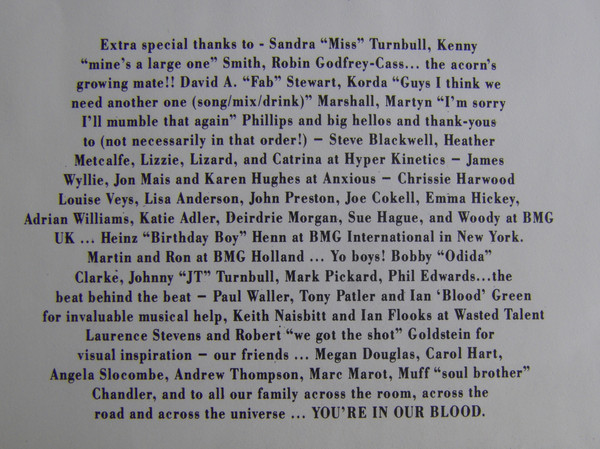 Extra special thanks to - Sandra “Miss” Turnbull, Kenny
“mine's a large one” Smith, Robin Godfrey-Cass... the acorn's
growing mate!! David A. “Fab” Stewart, Korda “Guys I think we
need another one (song/mix/drink)” Marshall, Martyn “I'm sorry
I'll mumble that again” Phillips and big hellos and thank-yous
to (not necessarily in that order!) – Steve Blackwell, Heather
Metcalfe, Lizzie, Lizard, and Catrina at Hyper Kinetics – James
Wyllie, Jon Mais and Karen Hughes at Anxious – Chrissie Harwood
Louise Veys, Lisa Anderson, John Preston, Joe Cokell, Emma Hickey,
Adrian Williams, Katie Adler, Deirdrie Morgan, Sue Hague, and Woody at BMG
UK ... Heinz “Birthday Boy” Henn at BMG International in New York.
Martin and Ron at BMG Holland ... Yo boys! Bobby “Odida”
Clarke, Johnny “JT” Turnbull, Mark Pickard, Phil Edwards...the
beat behind the beat – Paul Waller, Tony Patler and Ian ‘Blood’ Green
for invaluable musical help, Keith Naisbitt and Ian Flooks at Wasted Talent
Laurence Stevens and Robert “we got the shot” Goldstein for
visual inspiration – our friends ... Megan Douglas, Carol Hart,
Angela Slocombe, Andrew Thompson, Marc Marot, Muff “soul brother”
Chandler, and to all our family across the room, across the
road and across the universe ... YOU'RE IN OUR BLOOD.